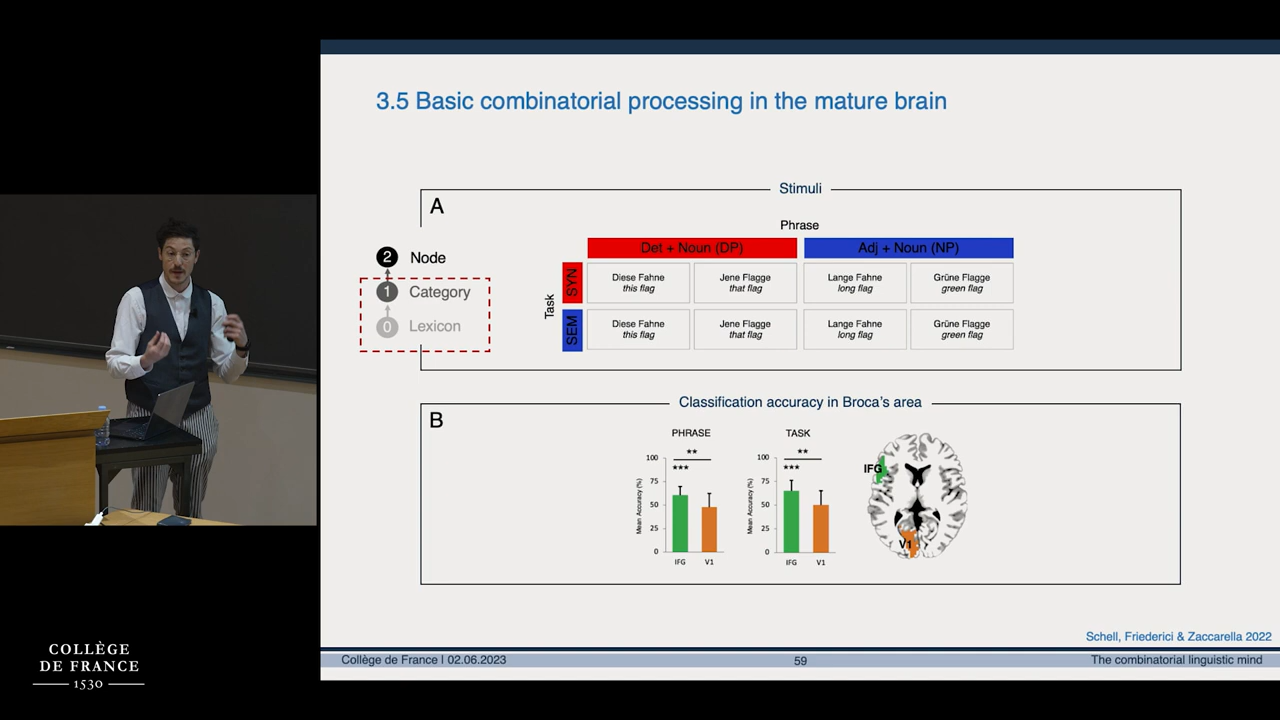 3.5 Basic combinatorial processing in the mature brain
Stimuli
A
Phrase
Det + Noun (DP)
Adj + Noun (NP)
2 Node
1 Category
0 Lexicon
Task
SYN
Diese Fahne
this flag
Jene Flagge
that flag
Lange Fahne
long flag
Grüne Flagge
green flag
SEM
Diese Fahne
this flag
Jene Flagge
that flag
Lange Fahne
long flag
Grüne Flagge
green flag
Classification accuracy in Broca's area
B
PHRASE
**
***
Mean Accuracy (%)
100
75
50
25
0
IFG
V1
TASK
**
***
Mean Accuracy (%)
100
75
50
25
0
IFG
V1
IFG
V1
Schell, Friederici & Zaccarella 2022
Collège de France I 02.06.2023
59
The combinatorial linguistic mind
COLLÈGE
DE FRANCE
1530